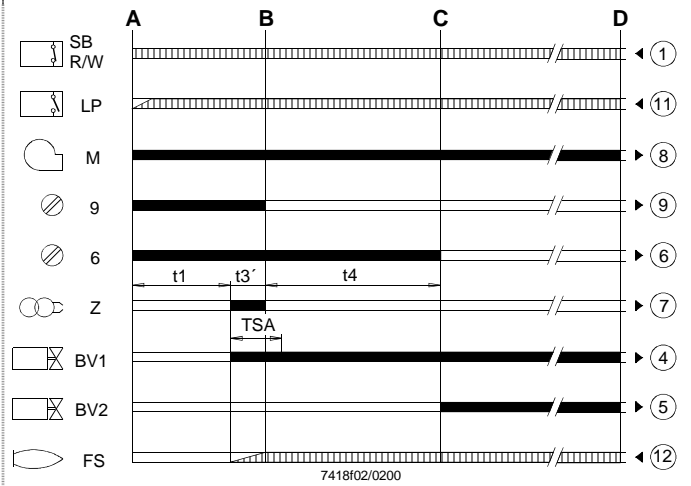 A B C D
SB
R/W 1
LP 11
M 8
9 9
6 6
t1 t3´ t4
Z 7
TSA
BV1 4
BV2 5
FS 12
7418f02/0200